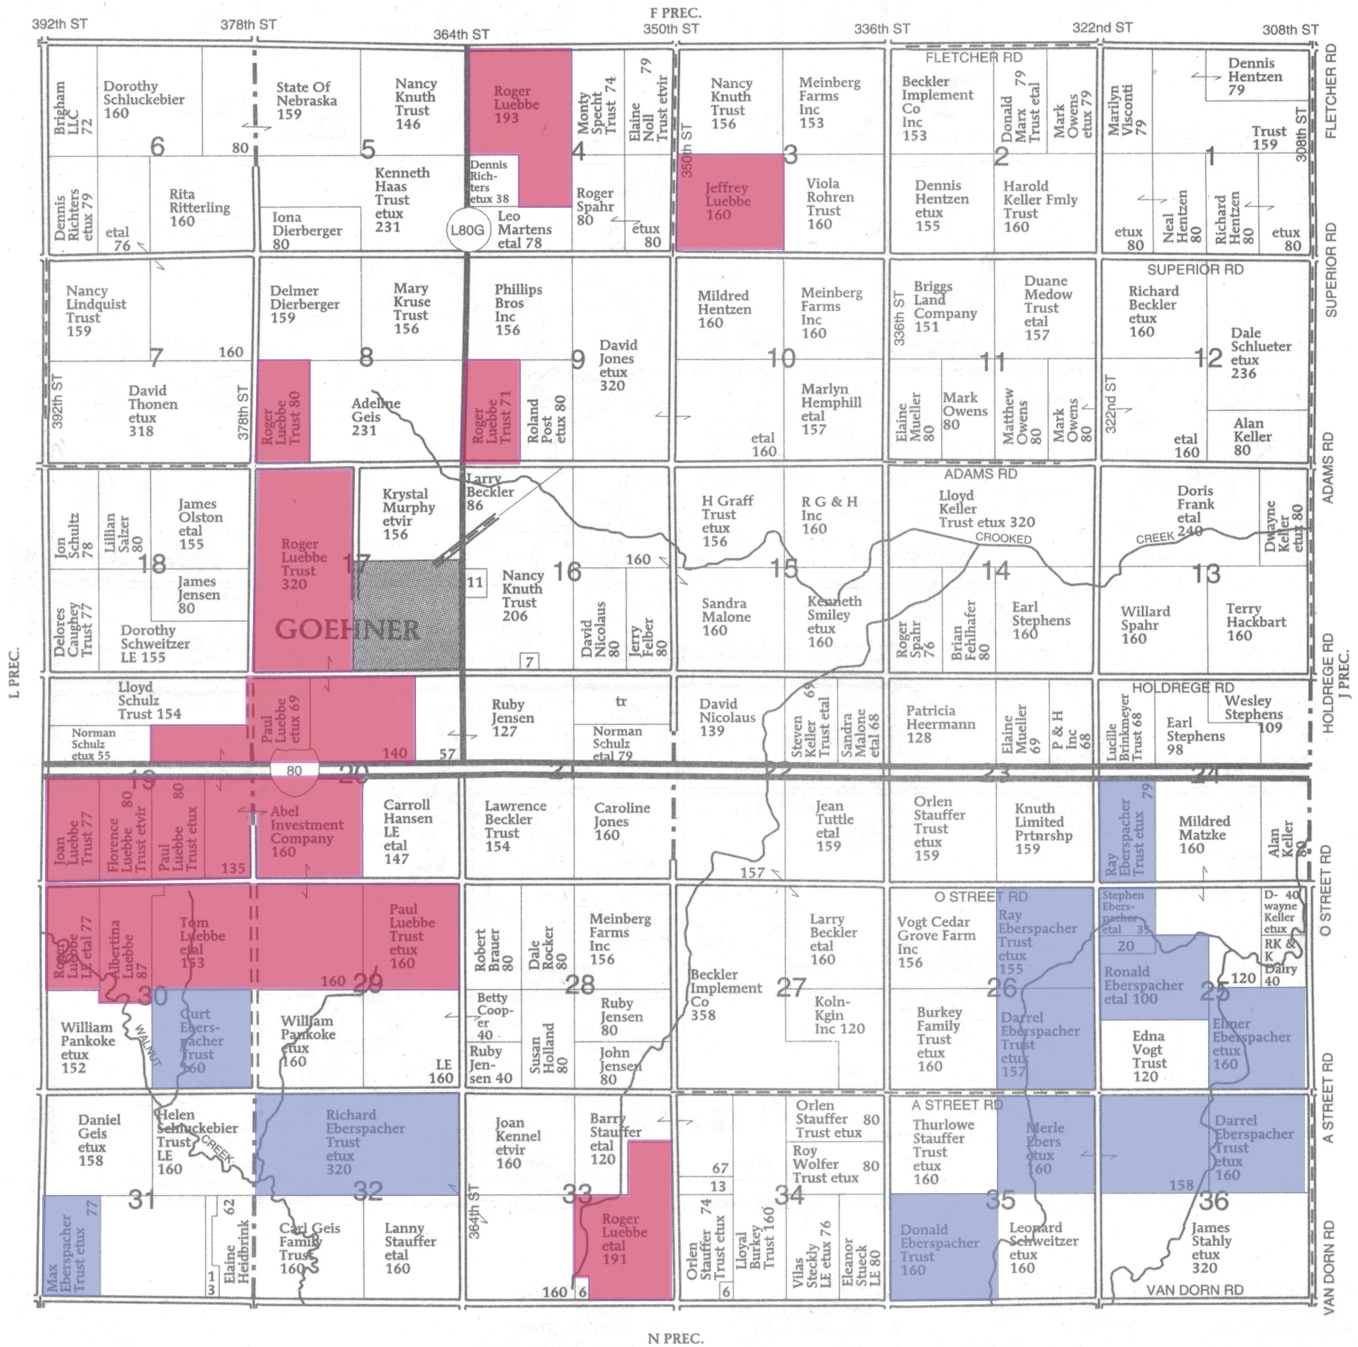 F PREC.
392th ST
378th ST
364th ST
350th ST
336th ST
322nd ST
308th ST
FLETCHER RD
Brigham
LLC
72
Dorothy
Schluckebier
160
6
80
Dennis
Richters
etux 79
etal
76
Rita
Ritterling
160
State Of
Nebraska
159
Nancy
Knuth
Trust
146
5
Kenneth
Haas
Trust
etux
231
Iona
Dierberger
80
Roger
Luebbe
193
Monty
Specht
Trust 74
Elaine
Noll
Trust etvir
79
4
Dennis
Rich-
ters
etux 38
L80G
Leo
Martens
etal 78
Roger
Spahr
80
etux
80
350th ST
Nancy
Knuth
Trust
156
Meinberg
Farms
Inc
153
3
Jeffrey
Luebbe
160
Viola
Rohren
Trust
160
FLETCHER RD
Beckler
Implement
Co
Inc
153
Donald
Marx
Trust etal
79
Mark
Owens
etux 79
2
Dennis
Hentzen
etux
155
Harold
Keller Fmly
Trust
160
Marilyn
Visconti
79
Dennis
Hentzen
79
Trust
159
308th ST
1
etux
80
Neal
Hentzen
80
Richard
Hentzen
80
etux
80
SUPERIOR RD
Nancy
Lindquist
Trust
159
7
160
David
Thonen
etux
318
392th ST
378th ST
Delmer
Dierberger
159
Mary
Kruse
Trust
156
8
Roger
Luebbe
Trust 80
Adeline
Geis
231
Phillips
Bros
Inc
156
9
David
Jones
etux
320
Roger
Luebbe
Trust 71
Roland
Post
etux 80
Mildred
Hentzen
160
Meinberg
Farms
Inc
160
10
Marlyn
Hemphill
etal
157
etal
160
336th ST
Briggs
Land
Company
151
Duane
Medow
Trust
etal
157
11
Elaine
Mueller
80
Mark
Owens
80
Matthew
Owens
80
Mark
Owens
80
SUPERIOR RD
Richard
Beckler
etux
160
Dale
Schlueter
etux
236
12
322nd ST
etal
160
Alan
Keller
80
ADAMS RD
Jon
Schultz
78
Lillian
Salzer
80
James
Olston
etal
155
18
James
Jensen
80
Delores
Caughey
Trust 77
Dorothy
Schweitzer
LE 155
Roger
Luebbe
Trust
320
17
Krystal
Murphy
etvir
156
GOEHNER
Larry
Beckler
86
11
16
160
Nancy
Knuth
Trust
206
7
David
Nicolaus
80
Jerry
Felber
80
H Graff
Trust
etux
156
R G & H
Inc
160
15
Sandra
Malone
160
Kenneth
Smiley
etux
160
ADAMS RD
Lloyd
Keller
Trust etux 320
CROOKED
14
Roger
Spahr
76
Brian
Fehlhafer
80
Earl
Stephens
160
Doris
Frank
etal
240
CREEK
Dwayne
Keller
etux 80
13
Willard
Spahr
160
Terry
Hackbart
160
L PREC.
J PREC.
HOLDREGE RD
Lloyd
Schulz
Trust 154
Norman
Schulz
etux 55
19
Paul
Luebbe
etux 69
140
57
80
20
Ruby
Jensen
127
tr
Norman
Schulz
etal 79
21
David
Nicolaus
139
Steven
Keller
Trust etal
69
Sandra
Malone
etal 68
22
Patricia
Heermann
128
Elaine
Mueller
69
P & H
Inc
68
23
HOLDREGE RD
Lucille
Brinkmeyer
Trust 68
Earl
Stephens
98
Wesley
Stephens
109
24
Joan
Luebbe
Trust 77
Florence
Luebbe
Trust etvir
80
Paul
Luebbe
Trust etux
80
135
Abel
Investment
Company
160
Carroll
Hansen
LE
etal
147
Lawrence
Beckler
Trust
154
Caroline
Jones
160
157
Jean
Tuttle
etal
159
Orlen
Stauffer
Trust
etux
159
Knuth
Limited
Prtnrshp
159
Ray
Eberspacher
Trust etux
79
Mildred
Matzke
160
Alan
Keller
80
O STREET RD
Roger
Luebbe
LE etal 77
Albertina
Luebbe
87
Tom
Luebbe
etal
153
30
William
Pankoke
etux
152
WALNUT
Curt
Ebers-
pacher
Trust
160
Paul
Luebbe
Trust
etux
160
160
29
William
Pankoke
etux
160
LE
160
Robert
Brauer
80
Dale
Rocker
80
Meinberg
Farms
Inc
156
28
Betty
Coop-
er
40
Ruby
Jen-
sen 40
Susan
Holland
80
Ruby
Jensen
80
John
Jensen
80
Beckler
Implement
Co
358
Larry
Beckler
etal
160
27
Koln-
Kgin
Inc 120
O STREET RD
Vogt Cedar
Grove Farm
Inc
156
Ray
Eberspacher
Trust
etux
155
26
Burkey
Family
Trust
etux
160
Darrel
Eberspacher
Trust
etux
157
Stephen
Ebers-
pacher
etal 35
20
Ronald
Eberspacher
etal 100
D- 40
wayne
Keller
etux
RK &
K
Dairy
40
120
25
Edna
Vogt
Trust
120
Elmer
Eberspacher
etux
160
A STREET RD
Daniel
Geis
etux
158
Helen
Schluckebier
Trust
LE
160
CREEK
31
Max
Eberspacher
Trust etux
77
62
Elaine
Heidbrink
1
3
Richard
Eberspacher
Trust
etux
320
32
Carl Geis
Family
Trust
160
Lanny
Stauffer
etal
160
364th ST
Joan
Kennel
etvir
160
Barry
Stauffer
etal
120
33
Roger
Luebbe
etal
191
160
6
67
13
Orlen
Stauffer
Trust etux
80
Roy
Wolfer
Trust etux
80
34
Orlen
Stauffer
Trust etux
74
6
Lloyal
Burkey
Trust 160
Vilas
Steckly
LE etux 76
Eleanor
Stueck
LE 80
A STREET RD
Thurlowe
Stauffer
Trust
etux
160
Merle
Ebers
etux
160
35
Donald
Eberspacher
Trust
160
Leonard
Schweitzer
etux
160
Darrel
Eberspacher
Trust
etux
160
158
36
James
Stahly
etux
320
VAN DORN RD
VAN DORN RD
N PREC.